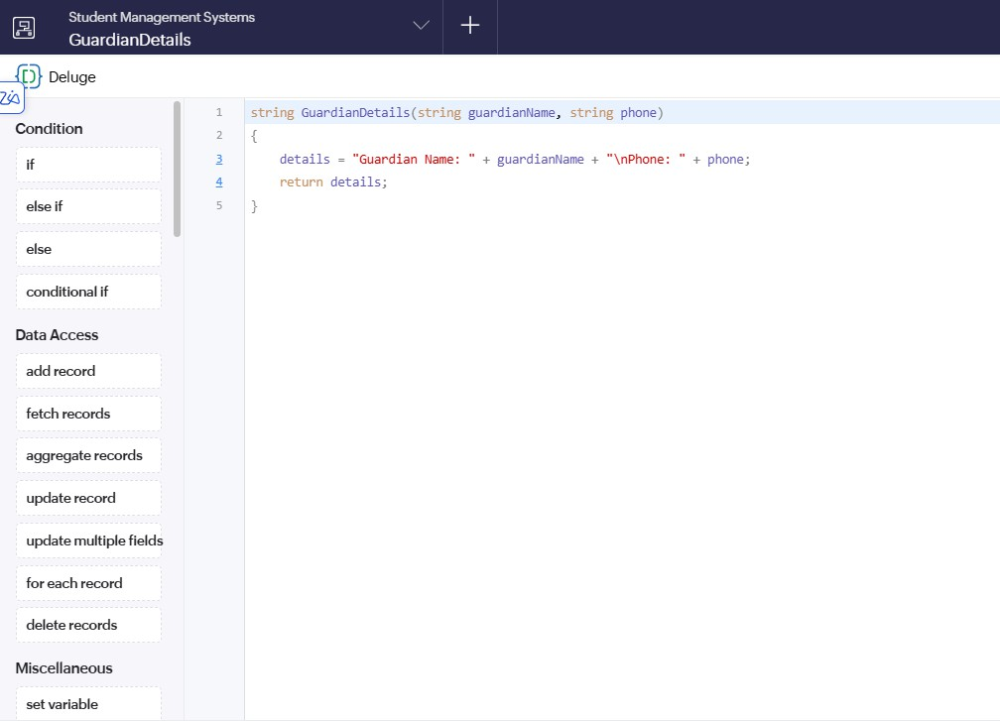 Student Management Systems
GuardianDetails
Deluge
Zia
Condition
if
else if
else
conditional if
Data Access
add record
fetch records
aggregate records
update record
update multiple fields
for each record
delete records
Miscellaneous
set variable
1 string GuardianDetails(string guardianName, string phone)
2 {
3 details = "Guardian Name: " + guardianName + "\nPhone: " + phone;
4 return details;
5 }